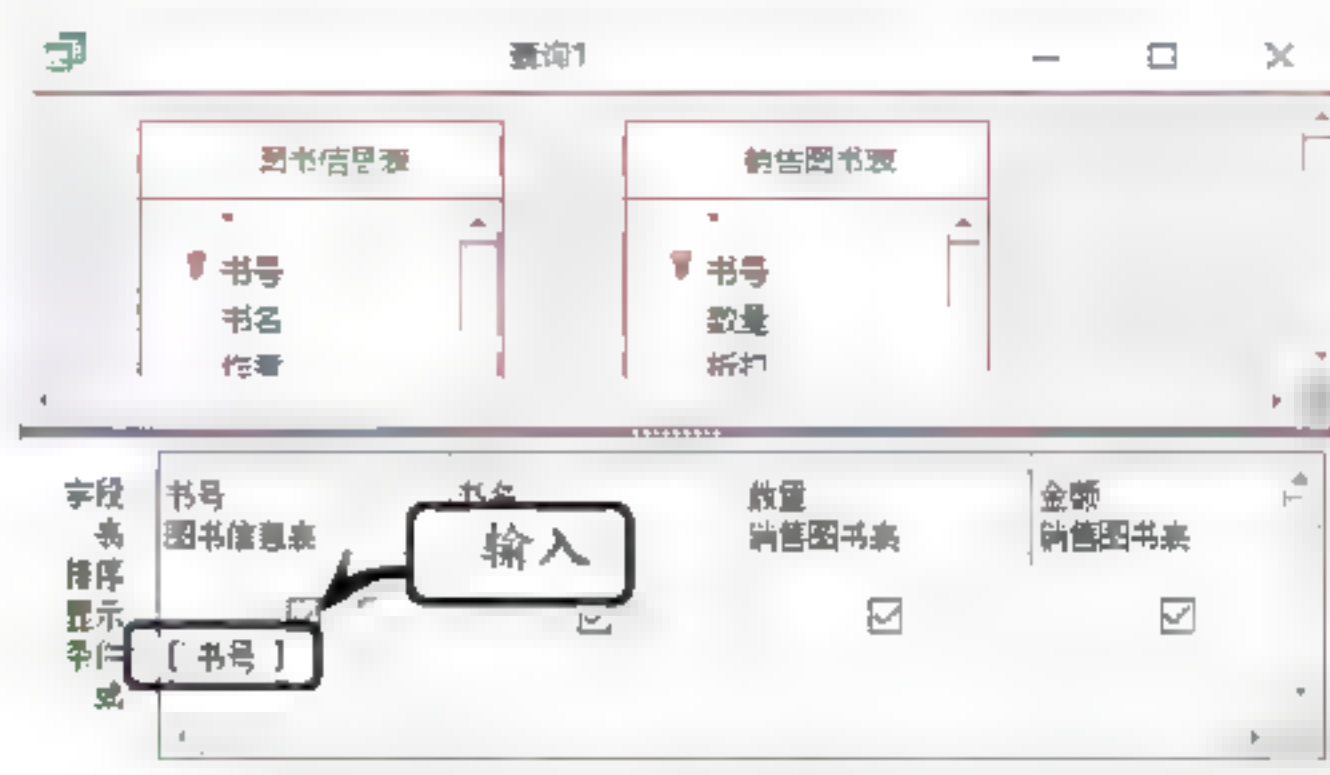 查询1
图书信息表
销售图书表
书号
书名
作者
书号
数量
折扣
字段 书号 书名 数量 金额
表 图书信息表 销售图书表 销售图书表
排序
显示
条件 [ 书号 ]
或
输入